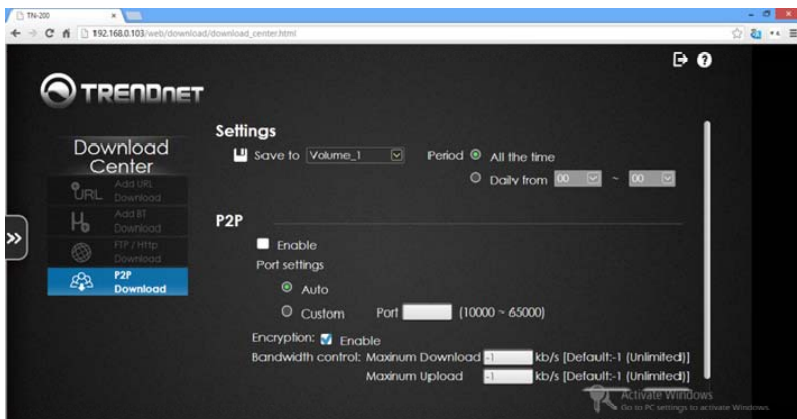 TN-200
192.168.0.103/web/download/download_center.html
TRENDNET
Download Center
URL Add URL Download
Add BT Download
FTP / Http Download
P2P Download
Settings
Save to Volume_1 Period All the time
Daily from 00 ~ 00
P2P
Enable
Port settings
Auto
Custom Port (10000 ~ 65000)
Encryption: Enable
Bandwidth control: Maxinum Download -1 kb/s [Default:-1 (Unlimited)]
Maxinum Upload -1 kb/s [Default:-1 (Unlimited)]
Activate Windows
Go to PC settings to activate Windows.